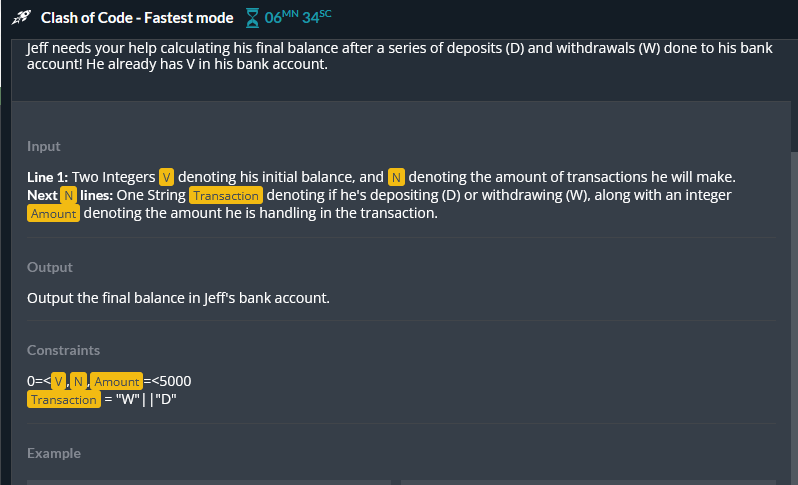 Clash of Code - Fastest mode 06MN 34SC
Jeff needs your help calculating his final balance after a series of deposits (D) and withdrawals (W) done to his bank
account! He already has V in his bank account.
Input
Line 1: Two Integers V denoting his initial balance, and N denoting the amount of transactions he will make.
Next N lines: One String Transaction denoting if he's depositing (D) or withdrawing (W), along with an integer
Amount denoting the amount he is handling in the transaction.
Output
Output the final balance in Jeff's bank account.
Constraints
0=<V,N,Amount=<5000
Transaction = "W"||"D"
Example